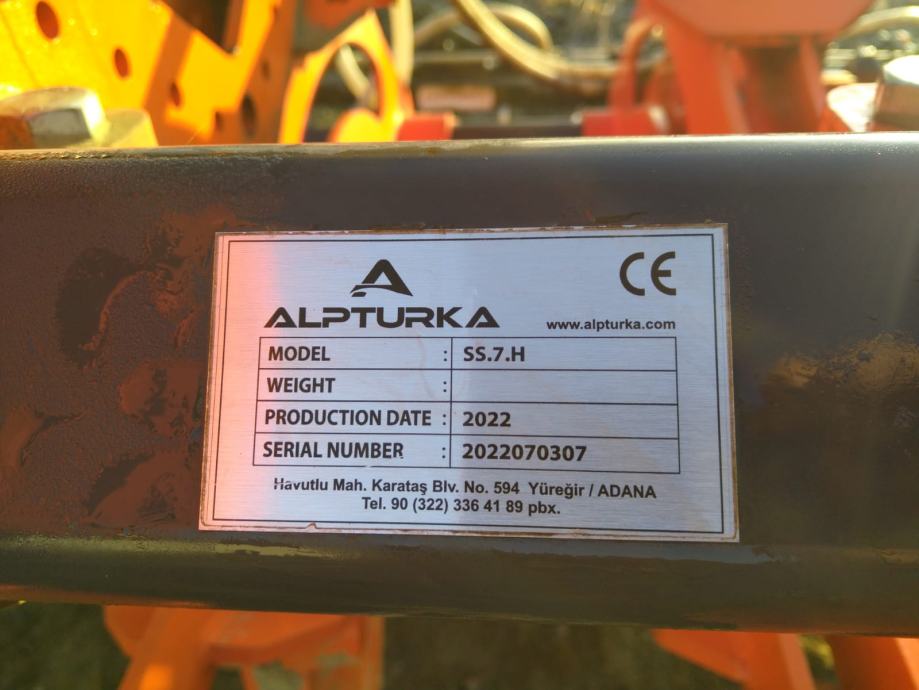 CE
ALPTURKA
www.alpturka.com
MODEL : SS.7.H
WEIGHT :
PRODUCTION DATE : 2022
SERIAL NUMBER : 2022070307
Havutlu Mah. Karataş Blv. No. 594 Yüreğir / ADANA
Tel. 90 (322) 336 41 89 pbx.